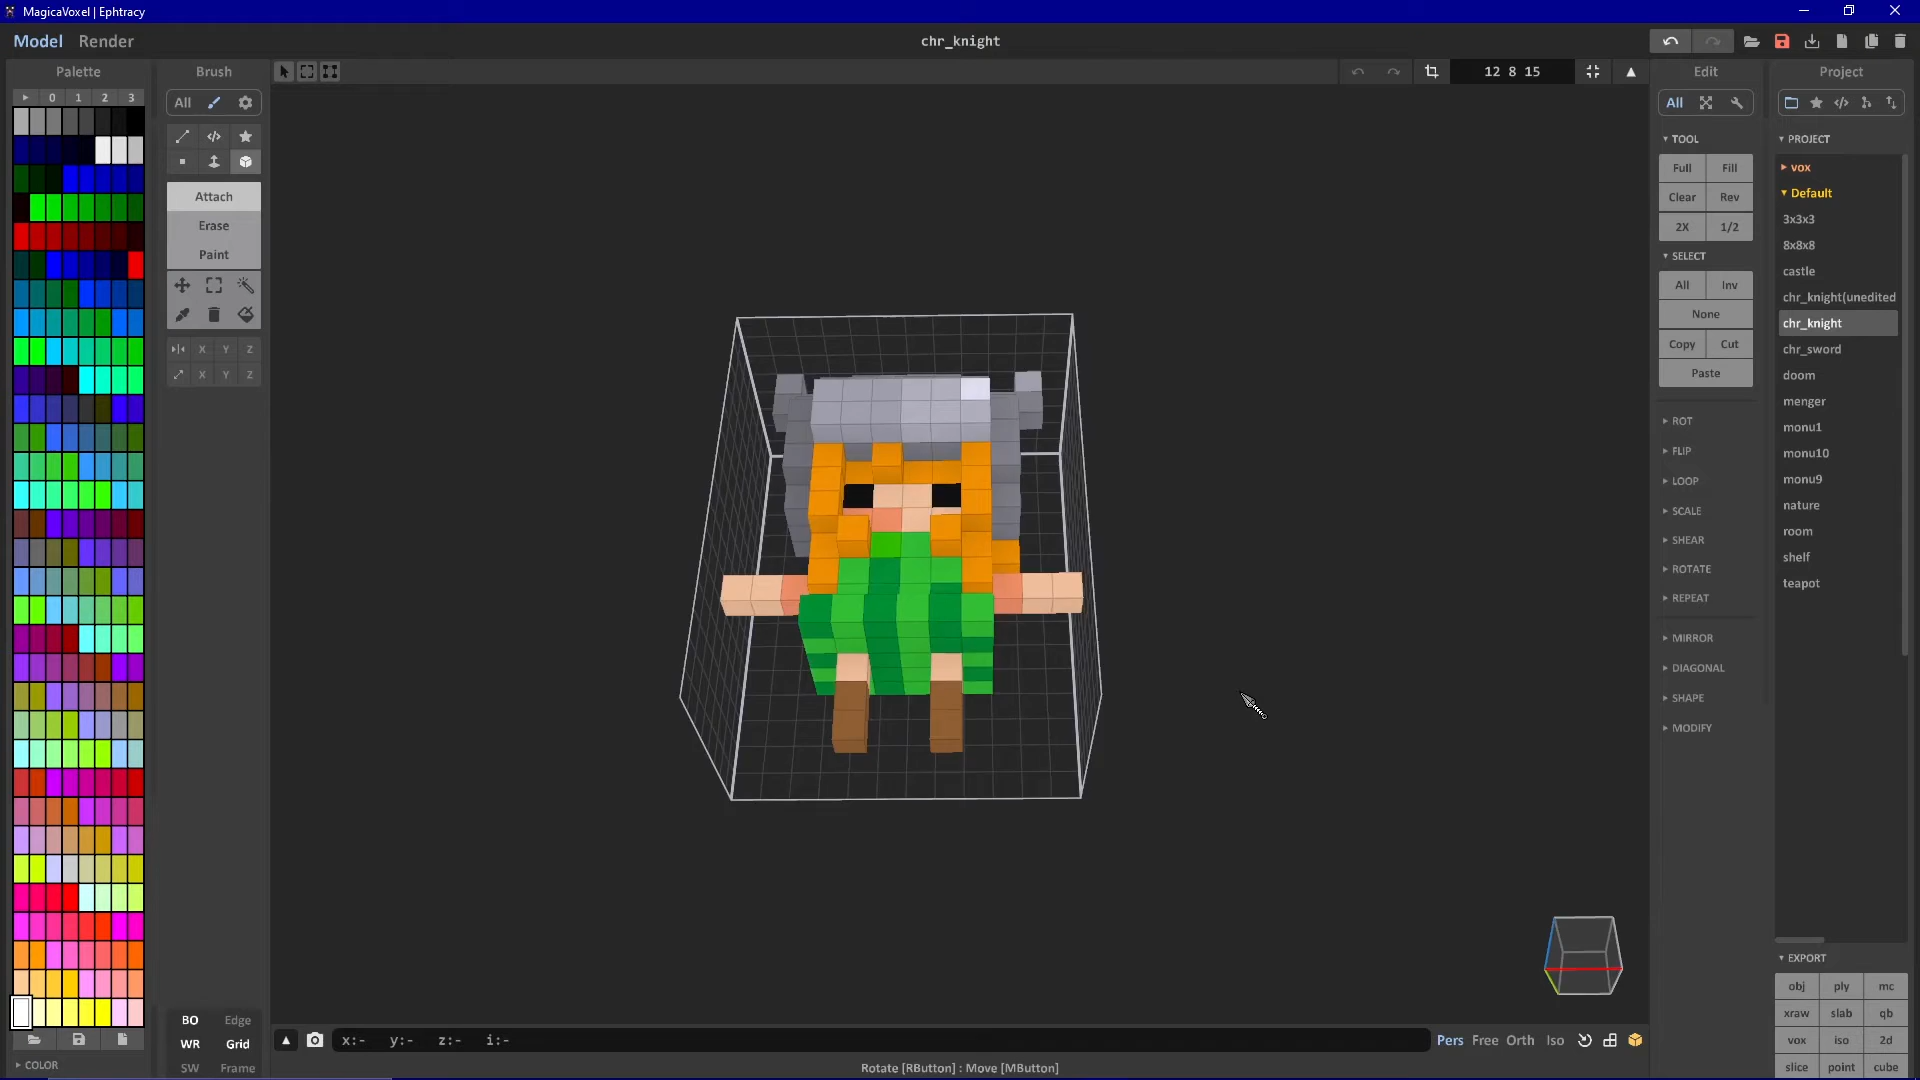 MagicaVoxel | Ephtracy
Model Render
chr_knight
Palette
Brush
12 8 15
Edit
Project
0 1 2 3
All
All
TOOL
PROJECT
Full Fill
vox
Default
Attach
Clear Rev
3x3x3
Erase
2X 1/2
8x8x8
Paint
SELECT
castle
All Inv
chr_knight(unedited
None
chr_knight
X Y Z
Copy Cut
chr_sword
X Y Z
Paste
doom
menger
ROT
monu1
FLIP
monu10
LOOP
monu9
SCALE
nature
SHEAR
room
ROTATE
shelf
REPEAT
teapot
MIRROR
DIAGONAL
SHAPE
MODIFY
EXPORT
obj ply mc
xraw slab qb
vox iso 2d
slice point cube
BO Edge
WR Grid
SW Frame
x:- y:- z:- i:-
Pers Free Orth Iso
COLOR
Rotate [RButton] : Move [MButton]